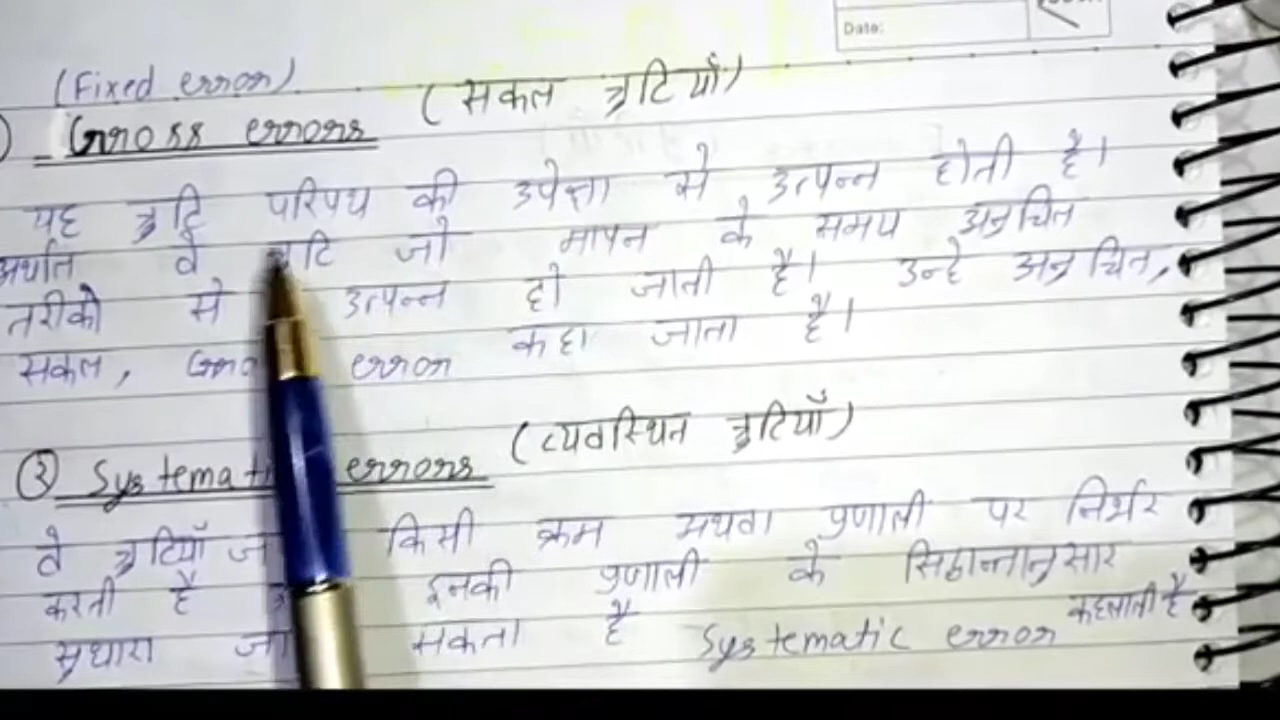 Date:
(Fixed error)
Gross errors (सकल त्रुटियाँ)
यह त्रुटि परिपथ की उपेक्षा से उत्पन्न होती है।
अर्थात वे त्रुटि जो मापन के समय अनुचित
तरीको से उत्पन्न हो जाती है। उन्हे अनुचित,
सकल, error कहा जाता है।
② Systematic errors (व्यवस्थित त्रुटियाँ)
वे त्रुटियाँ किसी क्रम अथवा प्रणाली पर निर्भर
करती है इनकी प्रणाली के सिद्धान्तानुसार
सुधारा जा सकता है Systematic error कहलाती है